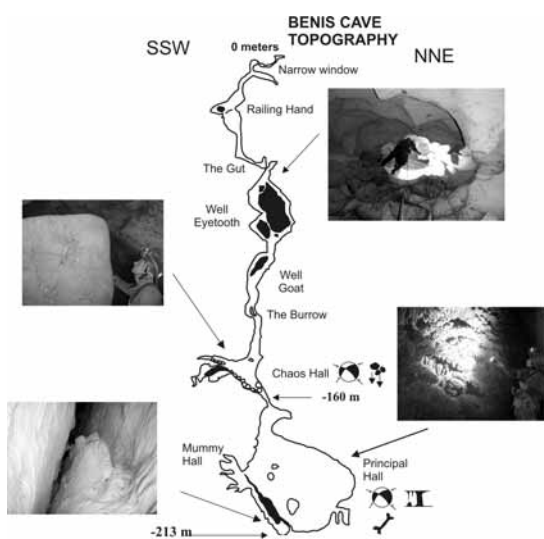 BENIS CAVE
TOPOGRAPHY
SSW
NNE
0 meters
Narrow window
Railing Hand
The Gut
Well
Eyetooth
Well
Goat
The Burrow
Chaos Hall
-160 m
Mummy
Hall
Principal
Hall
-213 m